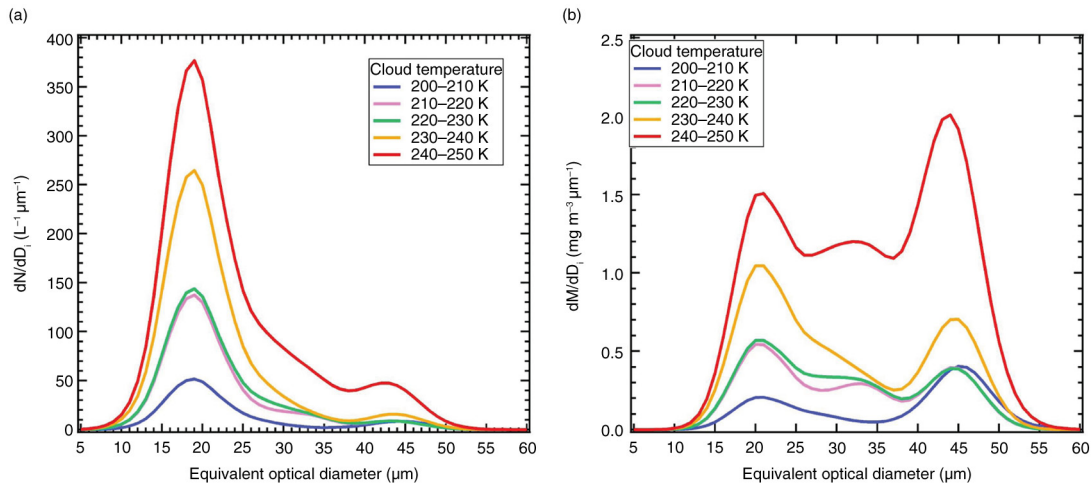 (a)
400
350
300
250
200
150
100
50
0
dN/dDi (L⁻¹ µm⁻¹)
Cloud temperature
200–210 K
210–220 K
220–230 K
230–240 K
240–250 K
5 10 15 20 25 30 35 40 45 50 55 60
Equivalent optical diameter (µm)
(b)
2.5
2.0
1.5
1.0
0.5
0.0
dM/dDi (mg m⁻³ µm⁻¹)
Cloud temperature
200–210 K
210–220 K
220–230 K
230–240 K
240–250 K
5 10 15 20 25 30 35 40 45 50 55 60
Equivalent optical diameter (µm)